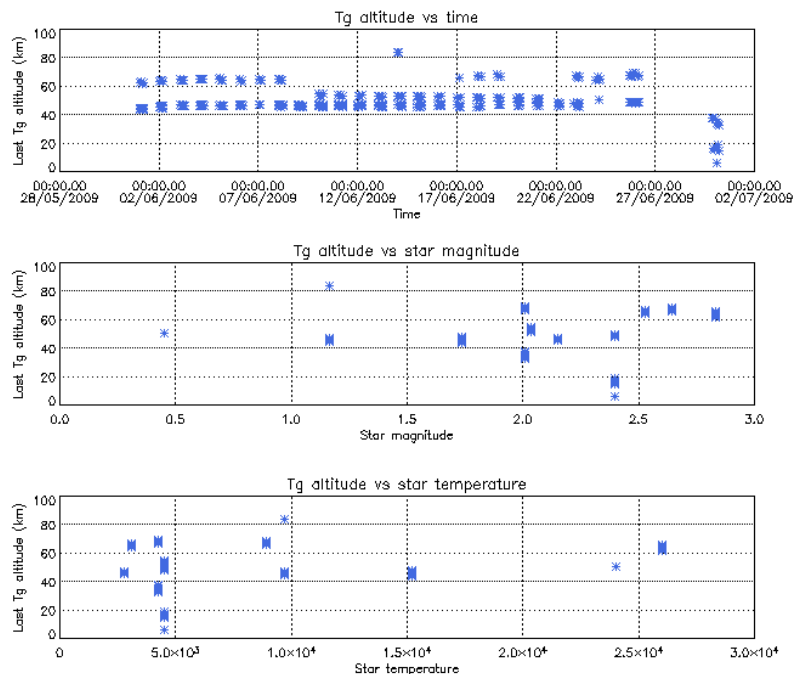 Tg altitude vs time
Last Tg altitude (km)
100
80
60
40
20
0
00:00.00 00:00.00 00:00.00 00:00.00 00:00.00 00:00.00 00:00.00 00:00.00
28/05/2009 02/06/2009 07/06/2009 12/06/2009 17/06/2009 22/06/2009 27/06/2009 02/07/2009
Time
Tg altitude vs star magnitude
Last Tg altitude (km)
100
80
60
40
20
0
0.0 0.5 1.0 1.5 2.0 2.5 3.0
Star magnitude
Tg altitude vs star temperature
Last Tg altitude (km)
100
80
60
40
20
0
0 5.0×10³ 1.0×10⁴ 1.5×10⁴ 2.0×10⁴ 2.5×10⁴ 3.0×10⁴
Star temperature